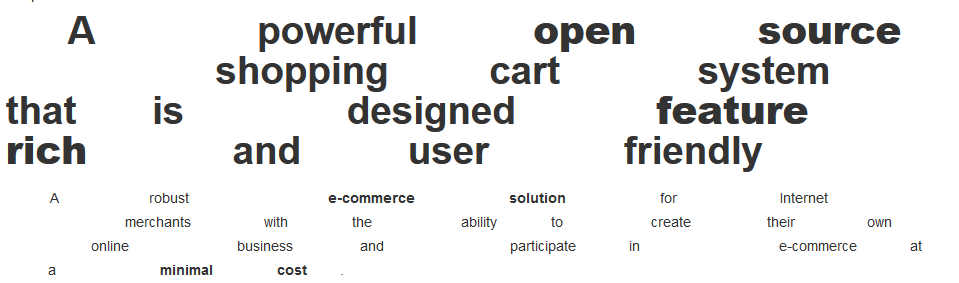 A powerful open source
shopping cart system
that is designed feature
rich and user friendly
A robust e-commerce solution for Internet
merchants with the ability to create their own
online business and participate in e-commerce at
a minimal cost .